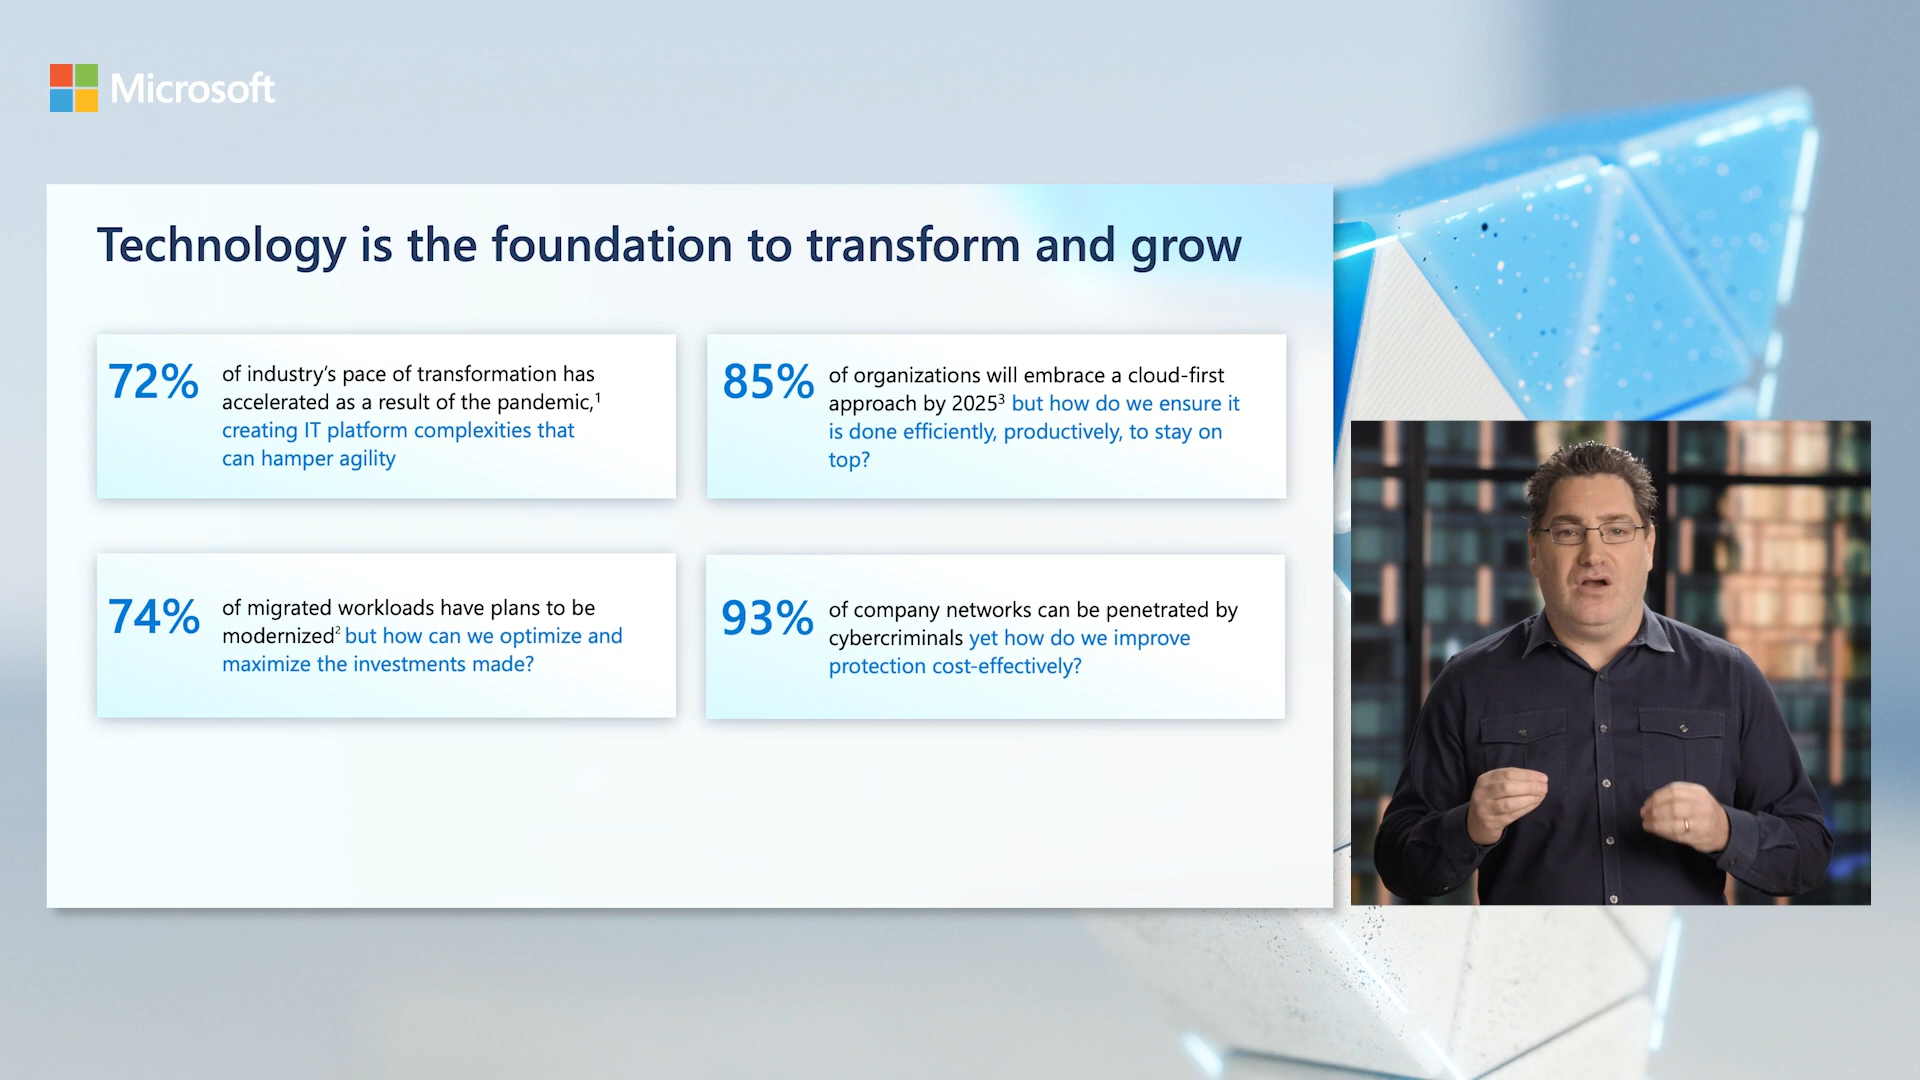 Microsoft
Technology is the foundation to transform and grow
72%
of industry’s pace of transformation has
accelerated as a result of the pandemic,¹
creating IT platform complexities that
can hamper agility
85%
of organizations will embrace a cloud-first
approach by 2025³ but how do we ensure it
is done efficiently, productively, to stay on
top?
74%
of migrated workloads have plans to be
modernized² but how can we optimize and
maximize the investments made?
93%
of company networks can be penetrated by
cybercriminals yet how do we improve
protection cost-effectively?